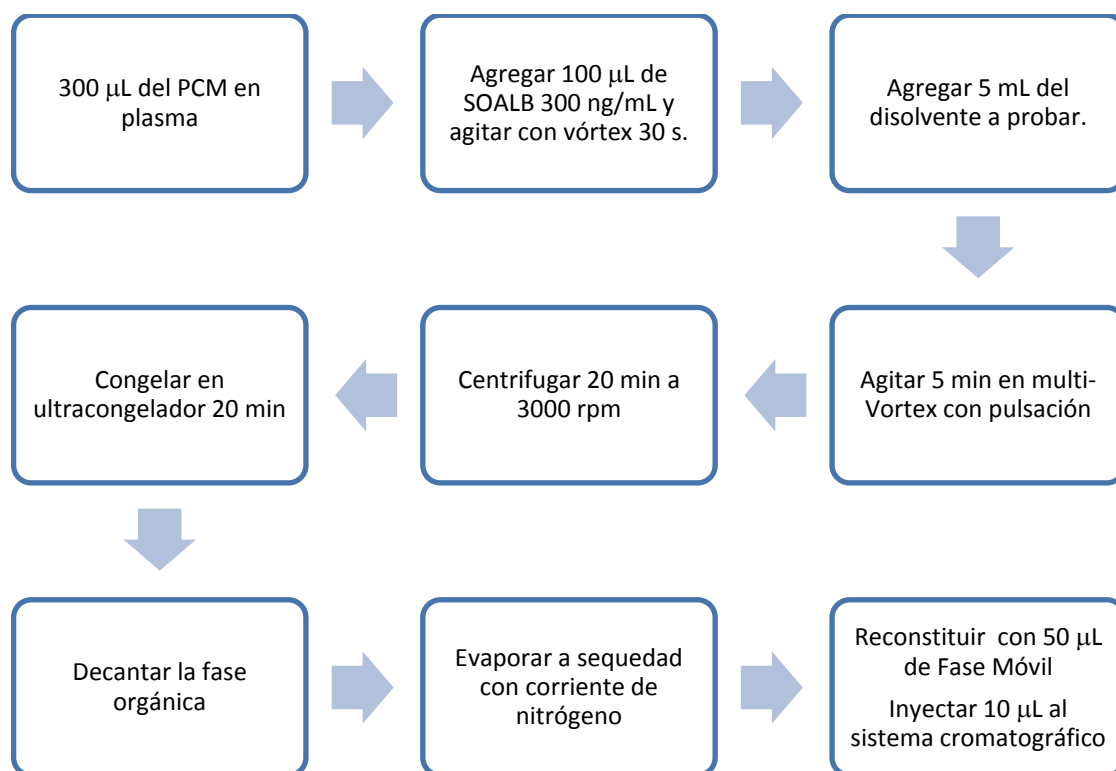 300 μL del PCM en
plasma
Agregar 100 μL de
SOALB 300 ng/mL y
agitar con vórtex 30 s.
Agregar 5 mL del
disolvente a probar.
Agitar 5 min en multi-
Vortex con pulsación
Centrifugar 20 min a
3000 rpm
Congelar en
ultracongelador 20 min
Decantar la fase
orgánica
Evaporar a sequedad
con corriente de
nitrógeno
Reconstituir con 50 μL
de Fase Móvil
Inyectar 10 μL al
sistema cromatográfico